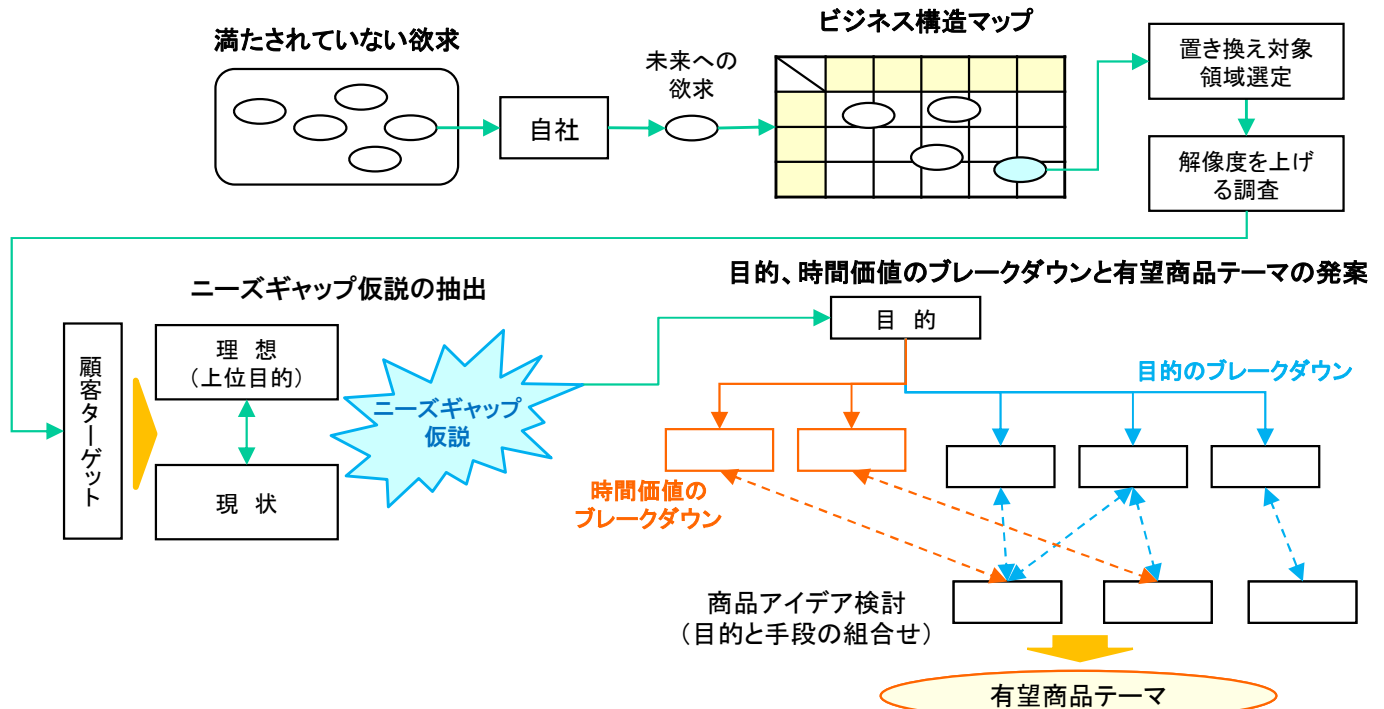 満たされていない欲求
自社
未来への
欲求
ビジネス構造マップ
置き換え対象
領域選定
解像度を上げ
る調査
ニーズギャップ仮説の抽出
顧客ターゲット
理　想
（上位目的）
現　状
ニーズギャップ
仮説
目的、時間価値のブレークダウンと有望商品テーマの発案
目　的
目的のブレークダウン
時間価値の
ブレークダウン
商品アイデア検討
（目的と手段の組合せ）
有望商品テーマ